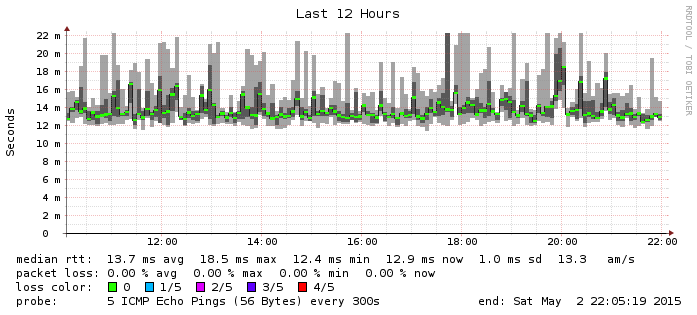 Last 12 Hours
RRDTOOL / TOBI OETIKER
Seconds
22 m
20 m
18 m
16 m
14 m
12 m
10 m
8 m
6 m
4 m
2 m
0
12:00 14:00 16:00 18:00 20:00 22:00
median rtt: 13.7 ms avg 18.5 ms max 12.4 ms min 12.9 ms now 1.0 ms sd 13.3 am/s
packet loss: 0.00 % avg 0.00 % max 0.00 % min 0.00 % now
loss color: 0 1/5 2/5 3/5 4/5
probe: 5 ICMP Echo Pings (56 Bytes) every 300s end: Sat May 2 22:05:19 2015